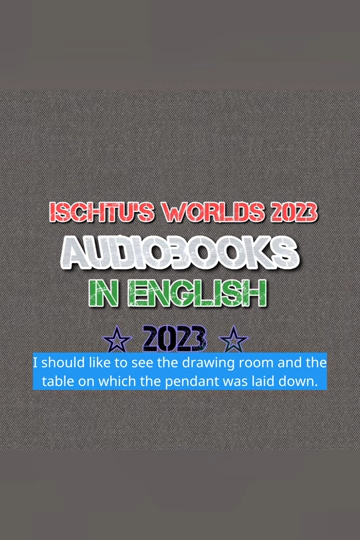 ISCHTU'S WORLDS 2023
AUDIOBOOKS
IN ENGLISH
☆ 2023 ☆
I should like to see the drawing room and the
table on which the pendant was laid down.